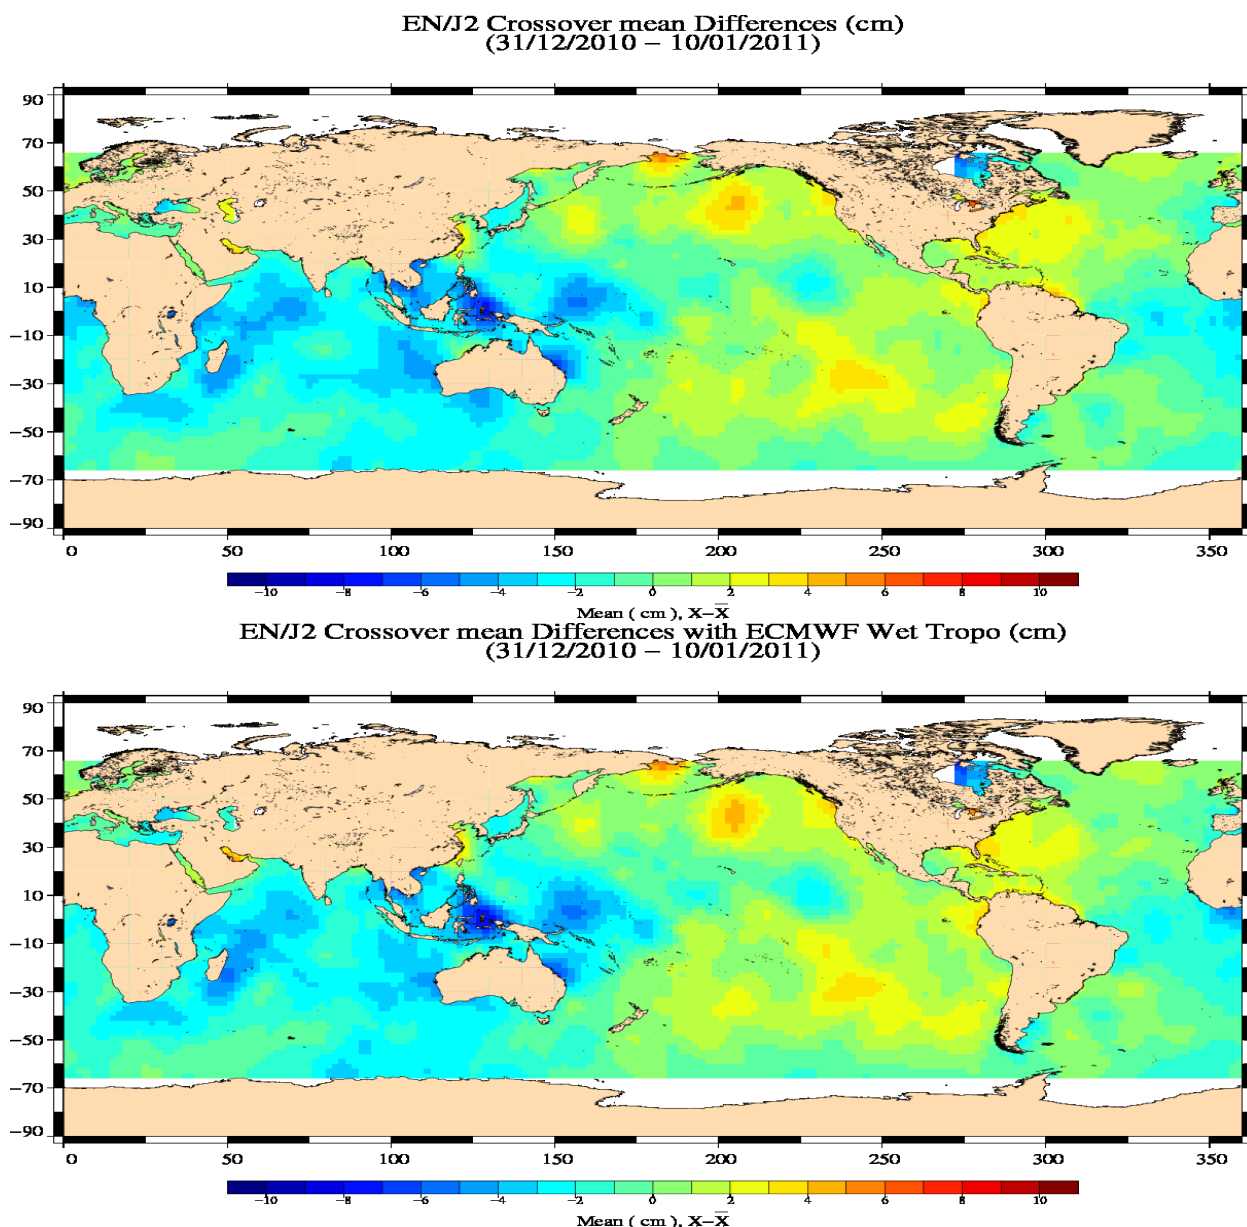 EN/J2 Crossover mean Differences (cm)
(31/12/2010 – 10/01/2011)
90
70
50
30
10
−10
−30
−50
−70
−90
0 50 100 150 200 250 300 350
−10 −8 −6 −4 −2 0 2 4 6 8 10
Mean ( cm ), X−X̅
EN/J2 Crossover mean Differences with ECMWF Wet Tropo (cm)
(31/12/2010 – 10/01/2011)
90
70
50
30
10
−10
−30
−50
−70
−90
0 50 100 150 200 250 300 350
−10 −8 −6 −4 −2 0 2 4 6 8 10
Mean ( cm ), X−X̅